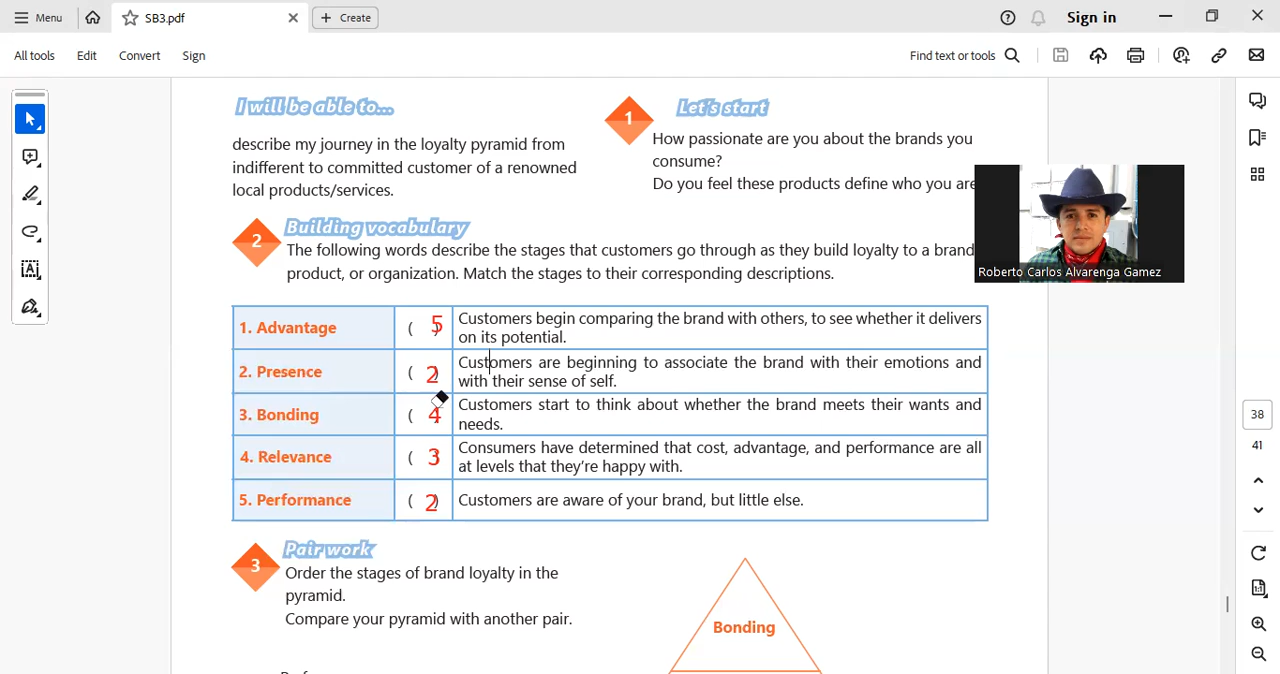 Menu
SB3.pdf
+ Create
Sign in
All tools
Edit
Convert
Sign
Find text or tools
I will be able to...
describe my journey in the loyalty pyramid from
indifferent to committed customer of a renowned
local products/services.
1
Let's start
How passionate are you about the brands you
consume?
Do you feel these products define who you are
Roberto Carlos Alvarenga Gamez
2
Building vocabulary
The following words describe the stages that customers go through as they build loyalty to a brand
product, or organization. Match the stages to their corresponding descriptions.
1. Advantage ( 5 ) Customers begin comparing the brand with others, to see whether it delivers
on its potential.
2. Presence ( 2 ) Customers are beginning to associate the brand with their emotions and
with their sense of self.
3. Bonding ( 4 ) Customers start to think about whether the brand meets their wants and
needs.
4. Relevance ( 3 ) Consumers have determined that cost, advantage, and performance are all
at levels that they're happy with.
5. Performance ( 2 ) Customers are aware of your brand, but little else.
3
Pair work
Order the stages of brand loyalty in the
pyramid.
Compare your pyramid with another pair.
Bonding
38
41
1:1